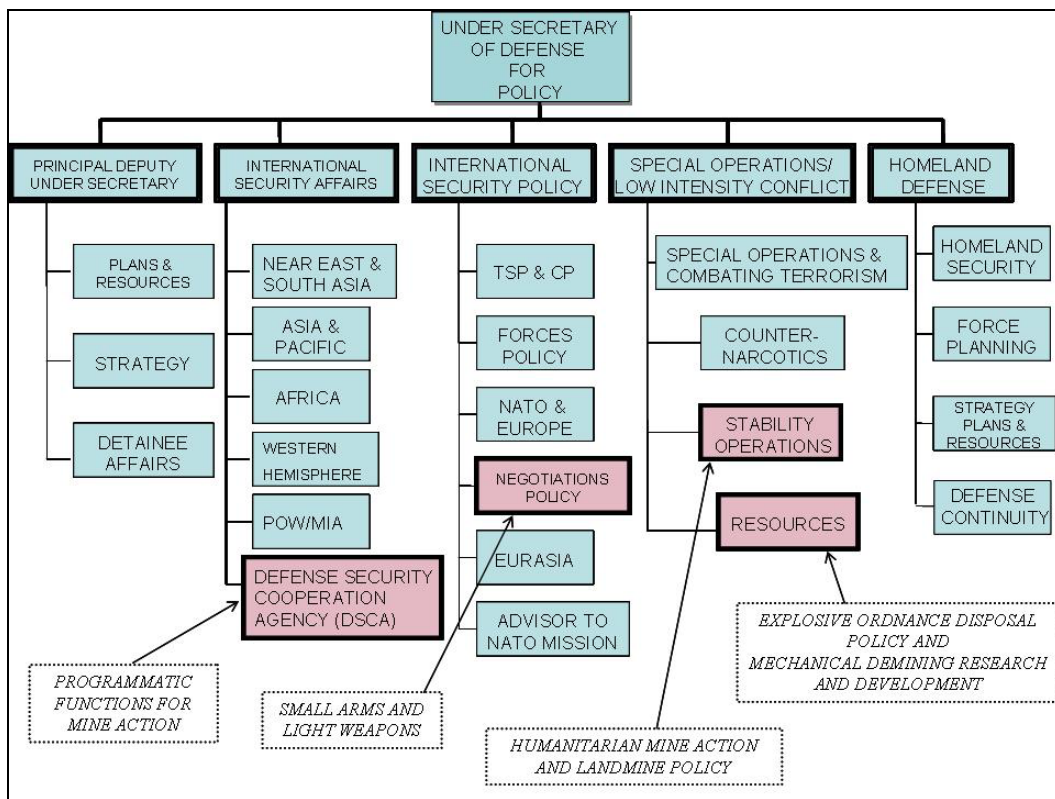 UNDER SECRETARY
OF DEFENSE
FOR
POLICY
PRINCIPAL DEPUTY
UNDER SECRETARY
INTERNATIONAL
SECURITY AFFAIRS
INTERNATIONAL
SECURITY POLICY
SPECIAL OPERATIONS/
LOW INTENSITY CONFLICT
HOMELAND
DEFENSE
PLANS &
RESOURCES
STRATEGY
DETAINEE
AFFAIRS
NEAR EAST &
SOUTH ASIA
ASIA &
PACIFIC
AFRICA
WESTERN
HEMISPHERE
POW/MIA
DEFENSE SECURITY
COOPERATION
AGENCY (DSCA)
TSP & CP
FORCES
POLICY
NATO &
EUROPE
NEGOTIATIONS
POLICY
EURASIA
ADVISOR TO
NATO MISSION
SPECIAL OPERATIONS &
COMBATING TERRORISM
COUNTER-
NARCOTICS
STABILITY
OPERATIONS
RESOURCES
HOMELAND
SECURITY
FORCE
PLANNING
STRATEGY
PLANS &
RESOURCES
DEFENSE
CONTINUITY
PROGRAMMATIC
FUNCTIONS FOR
MINE ACTION
SMALL ARMS AND
LIGHT WEAPONS
HUMANITARIAN MINE ACTION
AND LANDMINE POLICY
EXPLOSIVE ORDNANCE DISPOSAL
POLICY AND
MECHANICAL DEMINING RESEARCH
AND DEVELOPMENT